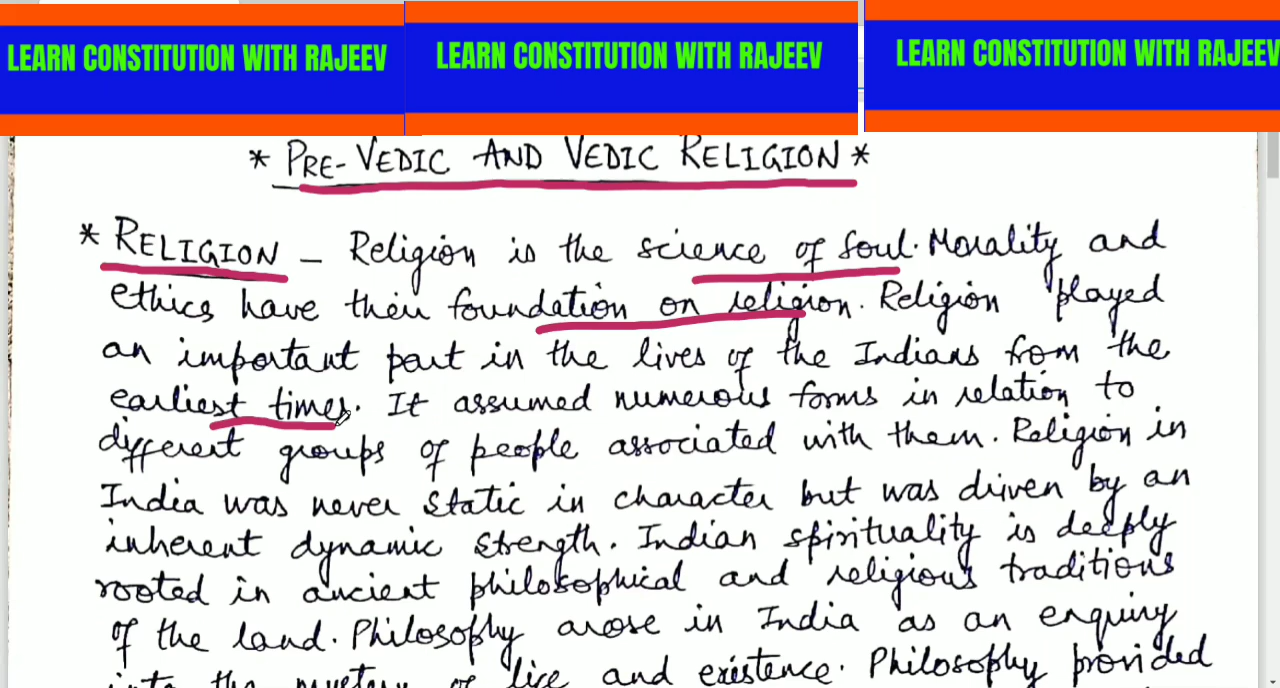 LEARN CONSTITUTION WITH RAJEEV LEARN CONSTITUTION WITH RAJEEV LEARN CONSTITUTION WITH RAJEEV
* PRE-VEDIC AND VEDIC RELIGION *
* RELIGION – Religion is the science of soul. Morality and
ethics have their foundation on religion. Religion played
an important part in the lives of the Indians from the
earliest times. It assumed numerous forms in relation to
different groups of people associated with them. Religion in
India was never static in character but was driven by an
inherent dynamic strength. Indian spirituality is deeply
rooted in ancient philosophical and religious traditions
of the land. Philosophy arose in India as an enquiry
into the mystery of life and existence. Philosophy provided